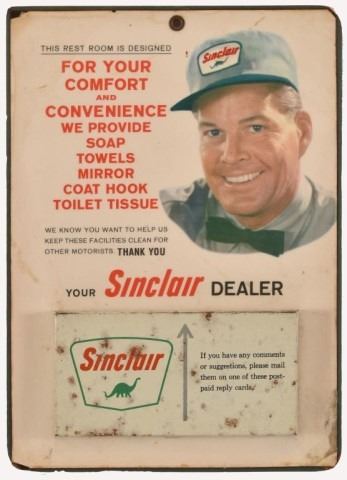 THIS REST ROOM IS DESIGNED
FOR YOUR
COMFORT
AND
CONVENIENCE
WE PROVIDE
SOAP
TOWELS
MIRROR
COAT HOOK
TOILET TISSUE
Sinclair
WE KNOW YOU WANT TO HELP US
KEEP THESE FACILITIES CLEAN FOR
OTHER MOTORISTS. THANK YOU
YOUR Sinclair DEALER
Sinclair
If you have any comments
or suggestions, please mail
them on one of these post-
paid reply cards.